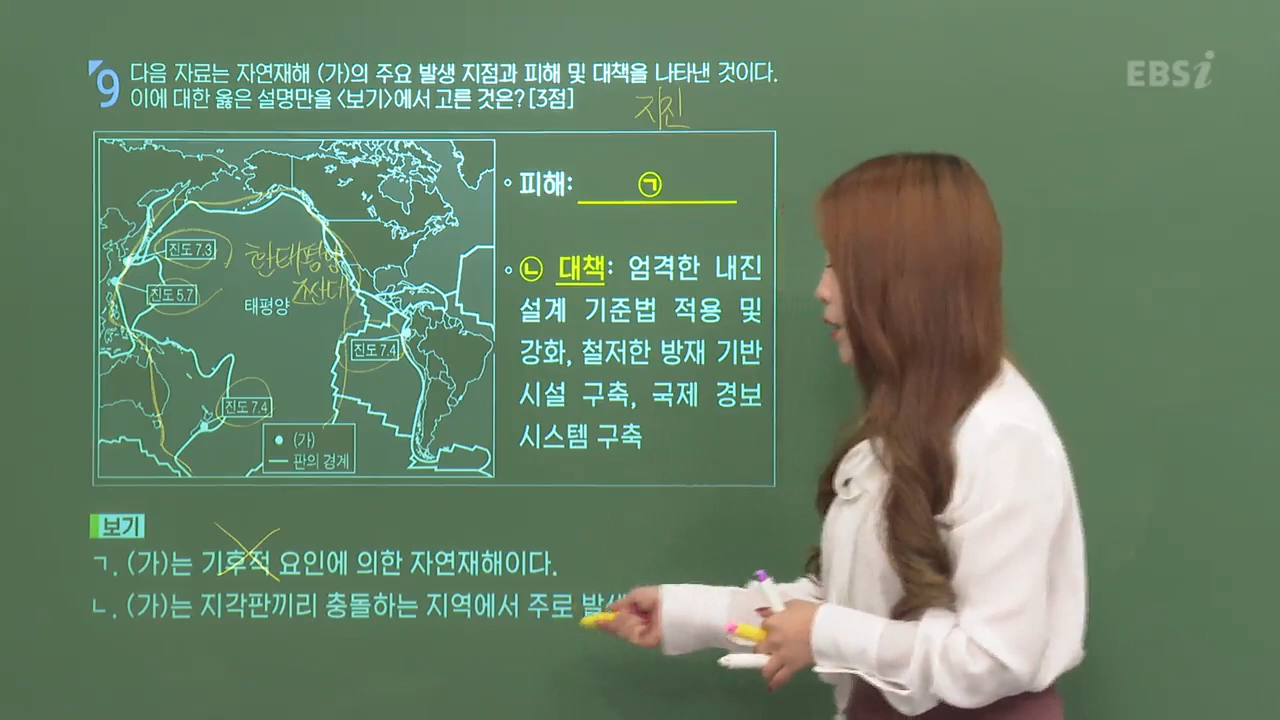 EBSi
9 다음 자료는 자연재해 (가)의 주요 발생 지점과 피해 및 대책을 나타낸 것이다.
이에 대한 옳은 설명만을 <보기>에서 고른 것은? [3점]
지진
진도 7.3
환태평양
조산대
진도 5.7
태평양
진도 7.4
진도 7.4
(가)
판의 경계
◦ 피해: ㉠
◦ ㉡ 대책: 엄격한 내진
설계 기준법 적용 및
강화, 철저한 방재 기반
시설 구축, 국제 경보
시스템 구축
보기
ㄱ. (가)는 기후적 요인에 의한 자연재해이다.
ㄴ. (가)는 지각판끼리 충돌하는 지역에서 주로